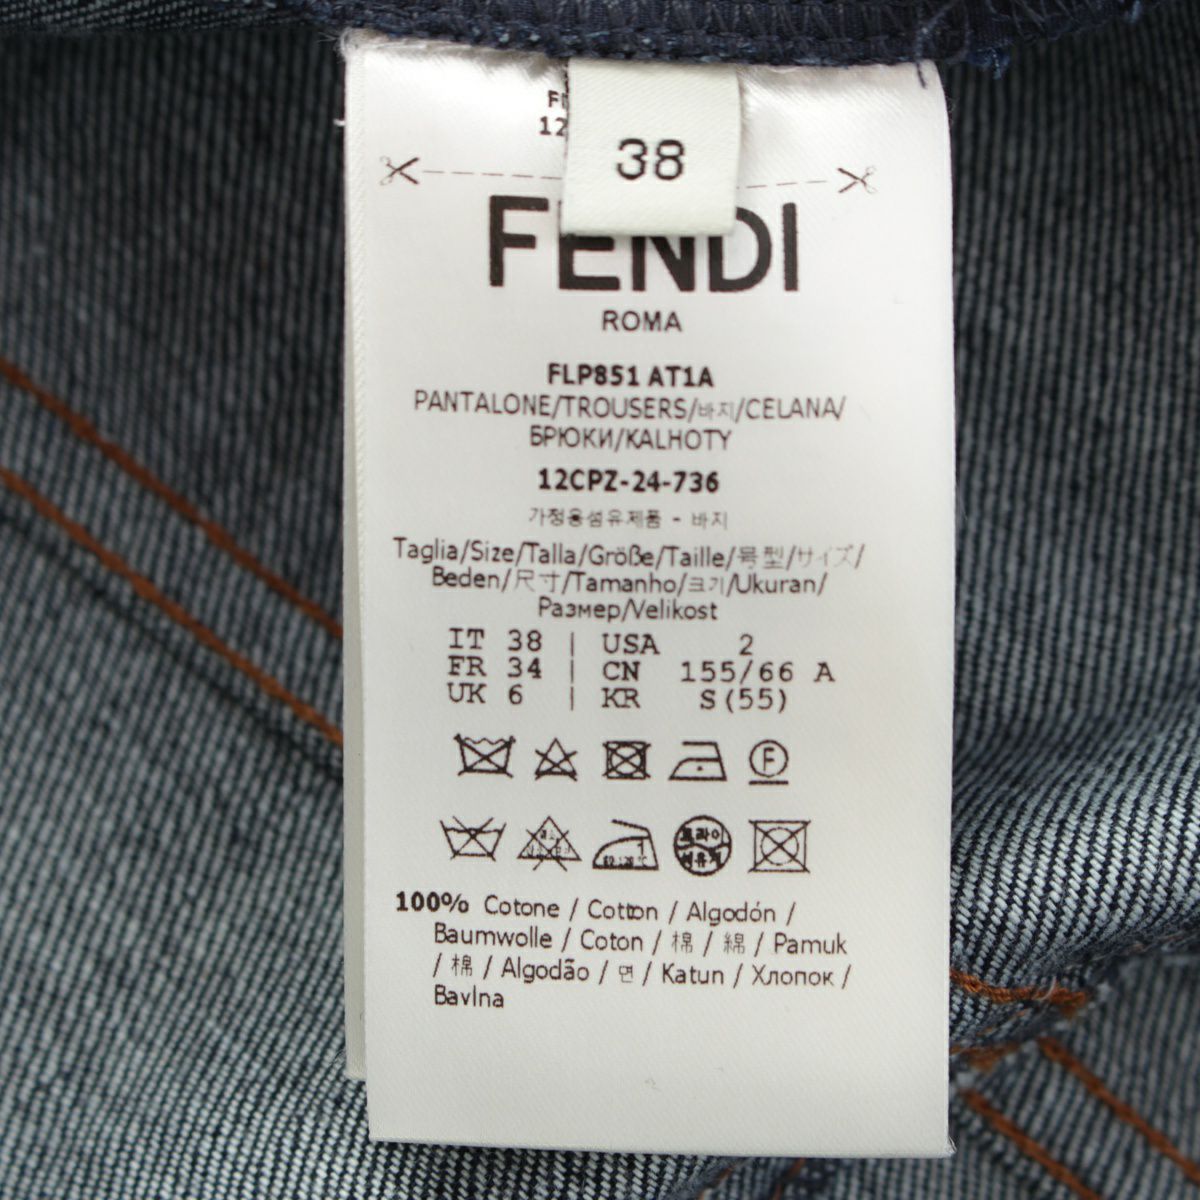 38
FENDI
ROMA
FLP851 AT1A
PANTALONE/TROUSERS/바지/CELANA/
БРЮКИ/KALHOTY
12CPZ-24-736
가정용섬유제품 - 바지
Taglia/Size/Talla/Größe/Taille/号型/サイズ/
Beden/尺寸/Tamanho/크기/Ukuran/
Размер/Velikost
IT 38 | USA 2
FR 34 | CN 155/66 A
UK 6 | KR S(55)
F
드라이
100% Cotone / Cotton / Algodón /
Baumwolle / Coton / 棉 / 綿 / Pamuk
/ 棉 / Algodão / 면 / Katun / Хлопок /
Bavlna